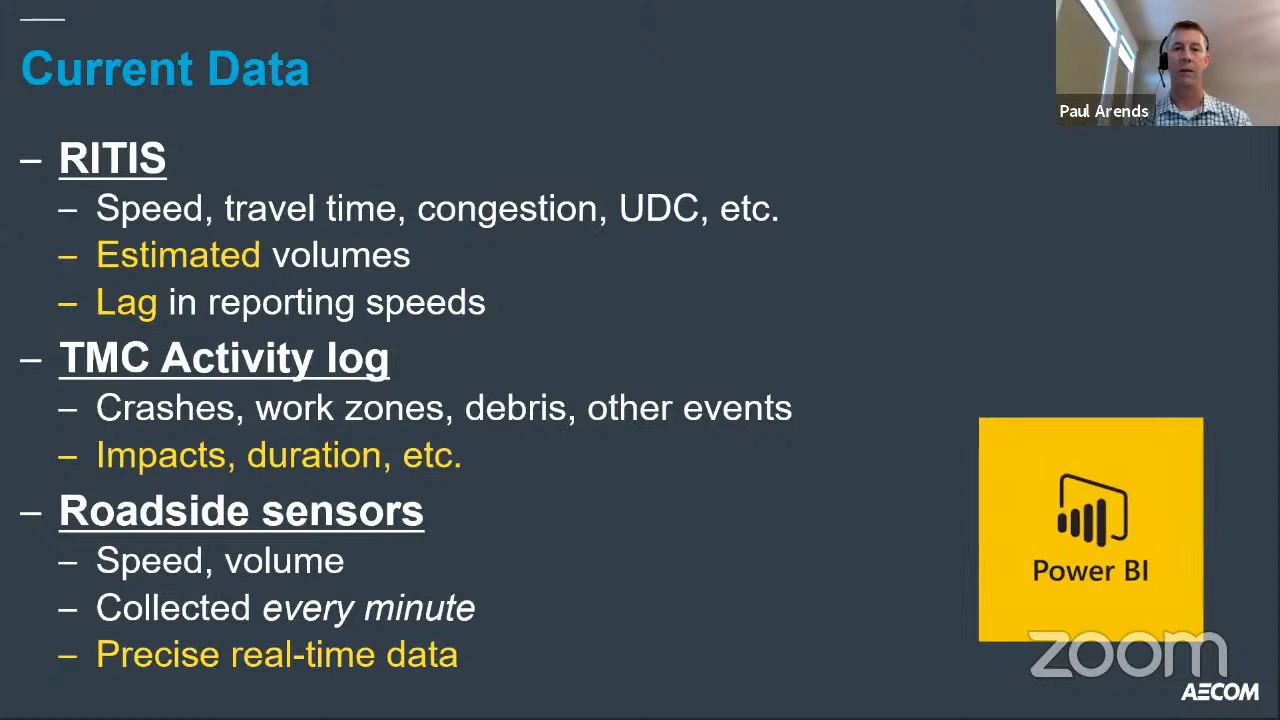 Current Data
Paul Arends
– RITIS
– Speed, travel time, congestion, UDC, etc.
– Estimated volumes
– Lag in reporting speeds
– TMC Activity log
– Crashes, work zones, debris, other events
– Impacts, duration, etc.
– Roadside sensors
– Speed, volume
– Collected every minute
– Precise real-time data
Power BI
zoom
AECOM